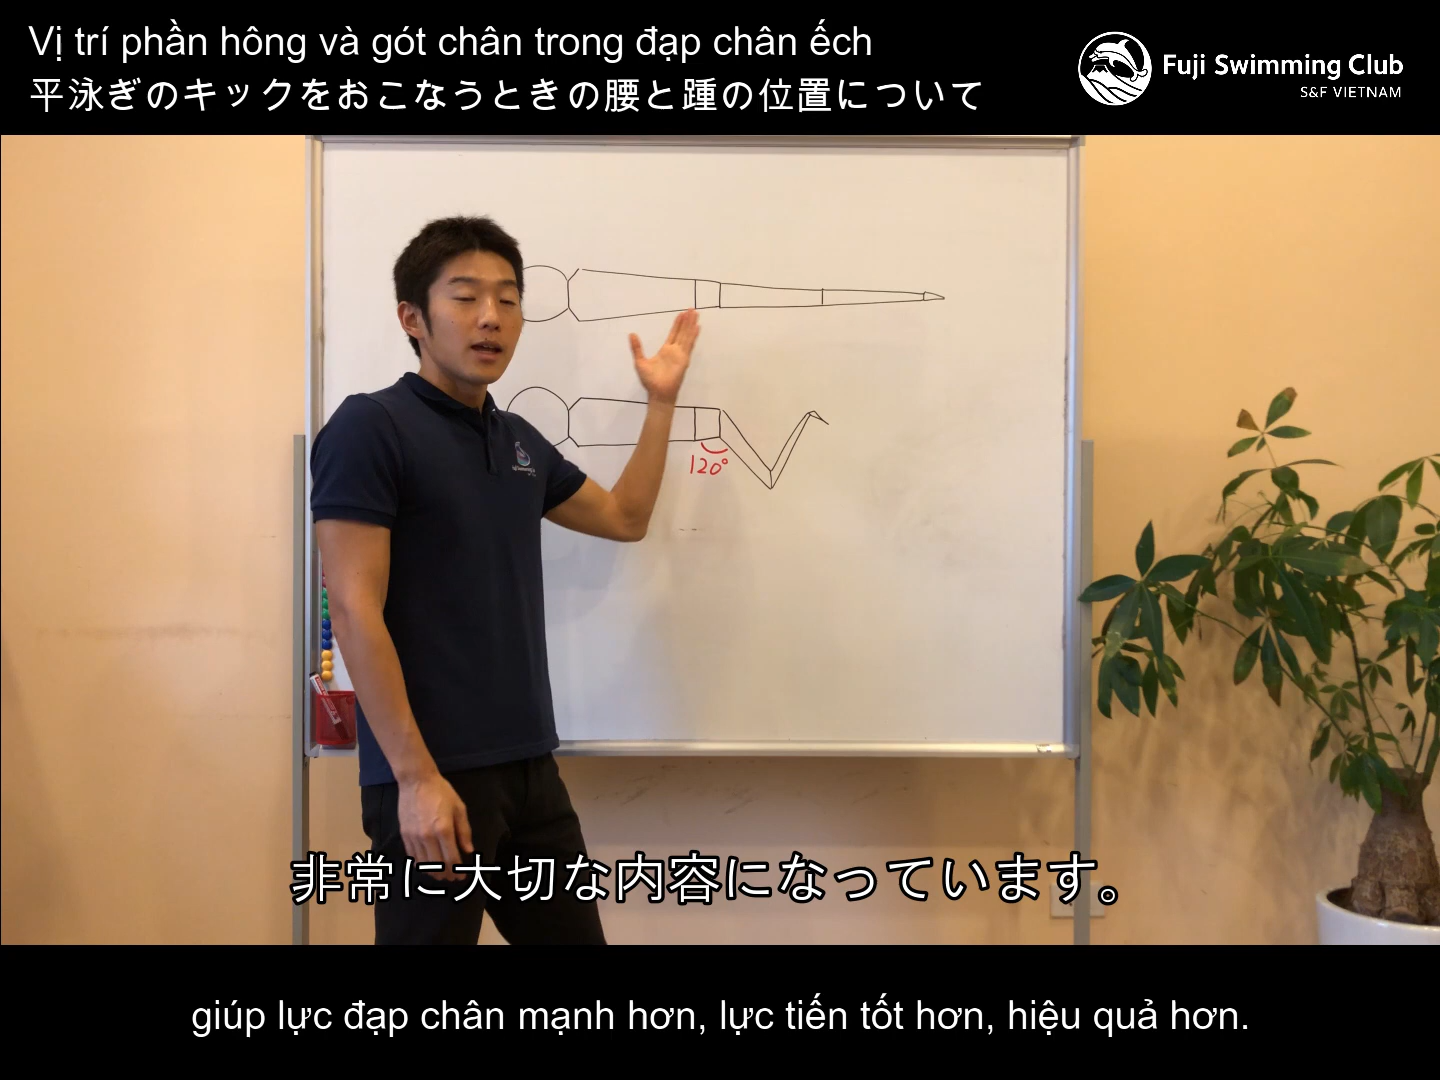 Vị trí phần hông và gót chân trong đạp chân ếch
平泳ぎのキックをおこなうときの腰と踵の位置について
Fuji Swimming Club
S&F VIETNAM
120°
非常に大切な内容になっています。
giúp lực đạp chân mạnh hơn, lực tiến tốt hơn, hiệu quả hơn.